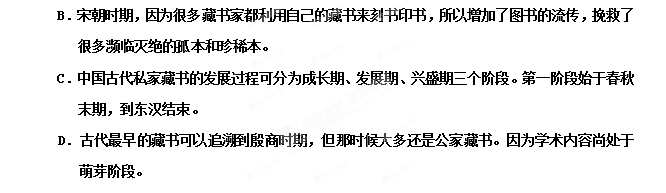 B．宋朝时期，因为很多藏书家都利用自己的藏书来刻书印书，所以增加了图书的流传，挽救了
很多濒临灭绝的孤本和珍稀本。
C．中国古代私家藏书的发展过程可分为成长期、发展期、兴盛期三个阶段。第一阶段始于春秋
末期，到东汉结束。
D．古代最早的藏书可以追溯到殷商时期，但那时候大多还是公家藏书。因为学术内容尚处于
萌芽阶段。